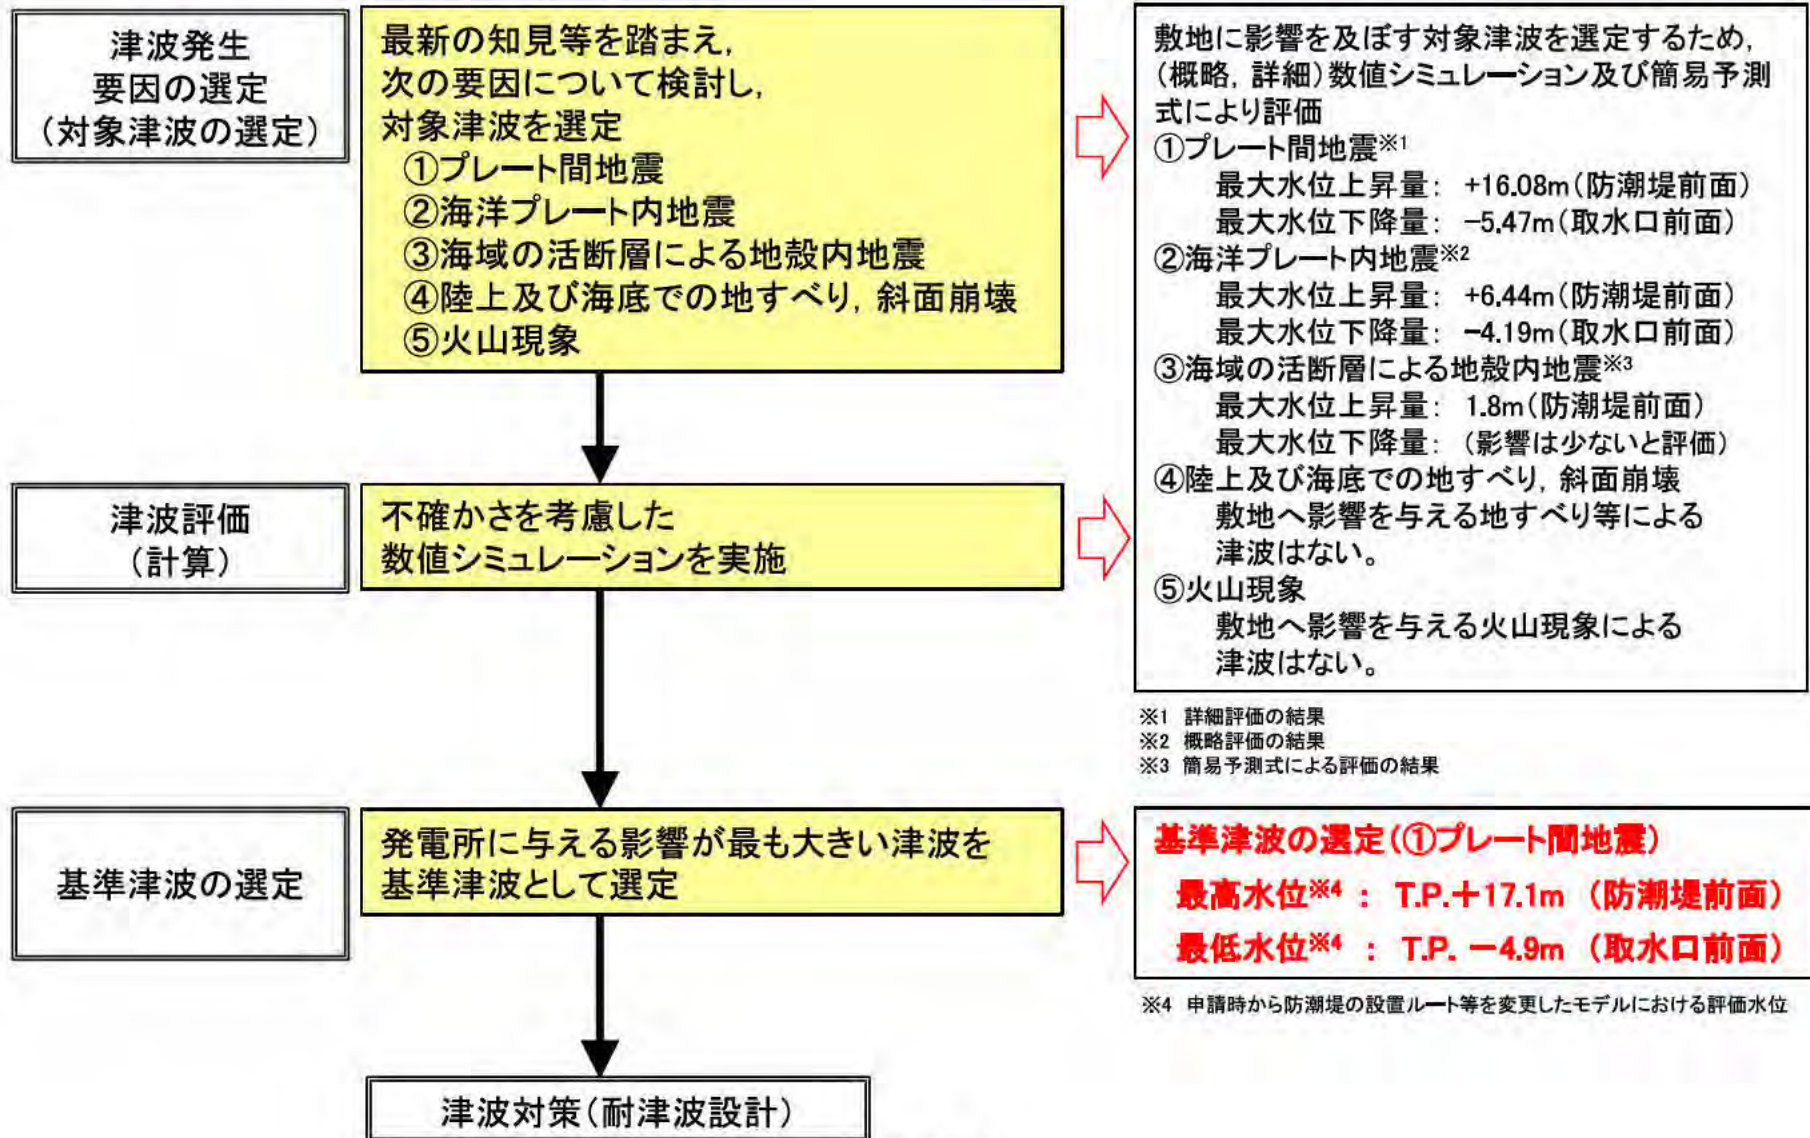 津波発生
要因の選定
（対象津波の選定）
最新の知見等を踏まえ，
次の要因について検討し，
対象津波を選定
①プレート間地震
②海洋プレート内地震
③海域の活断層による地殻内地震
④陸上及び海底での地すべり，斜面崩壊
⑤火山現象
敷地に影響を及ぼす対象津波を選定するため，
（概略，詳細）数値シミュレーション及び簡易予測
式により評価
①プレート間地震※1
最大水位上昇量： +16.08m（防潮堤前面）
最大水位下降量： −5.47m（取水口前面）
②海洋プレート内地震※2
最大水位上昇量： +6.44m（防潮堤前面）
最大水位下降量： −4.19m（取水口前面）
③海域の活断層による地殻内地震※3
最大水位上昇量： 1.8m（防潮堤前面）
最大水位下降量：（影響は少ないと評価）
④陸上及び海底での地すべり，斜面崩壊
敷地へ影響を与える地すべり等による
津波はない。
⑤火山現象
敷地へ影響を与える火山現象による
津波はない。
※1 詳細評価の結果
※2 概略評価の結果
※3 簡易予測式による評価の結果
津波評価
（計算）
不確かさを考慮した
数値シミュレーションを実施
基準津波の選定
発電所に与える影響が最も大きい津波を
基準津波として選定
基準津波の選定（①プレート間地震）
最高水位※4 ： T.P.＋17.1m （防潮堤前面）
最低水位※4 ： T.P. −4.9m （取水口前面）
※4 申請時から防潮堤の設置ルート等を変更したモデルにおける評価水位
津波対策（耐津波設計）